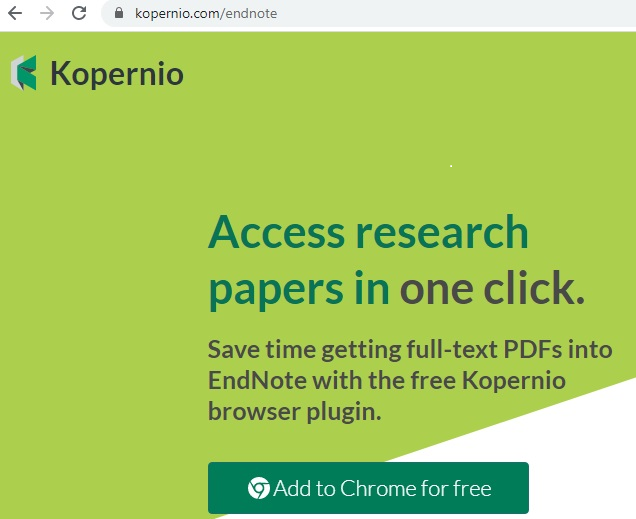 kopernio.com/endnote
Kopernio
Access research
papers in one click.
Save time getting full-text PDFs into
EndNote with the free Kopernio
browser plugin.
Add to Chrome for free